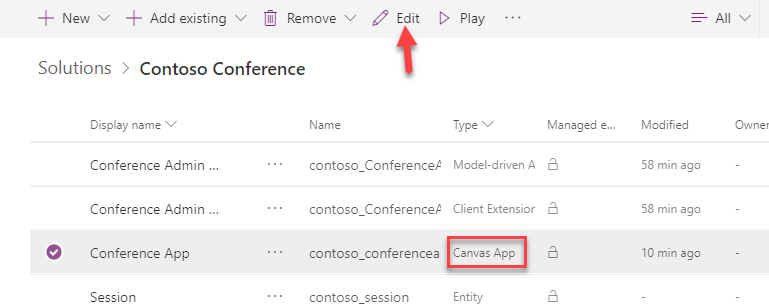 New Add existing Remove Edit Play ··· All
Solutions > Contoso Conference
Display name Name Type Managed e... Modified Owner
Conference Admin ... ··· contoso_ConferenceA Model-driven A 58 min ago -
Conference Admin ... ··· contoso_ConferenceA Client Extension 58 min ago -
Conference App ··· contoso_conferencea Canvas App 10 min ago -
Session ··· contoso_session Entity -